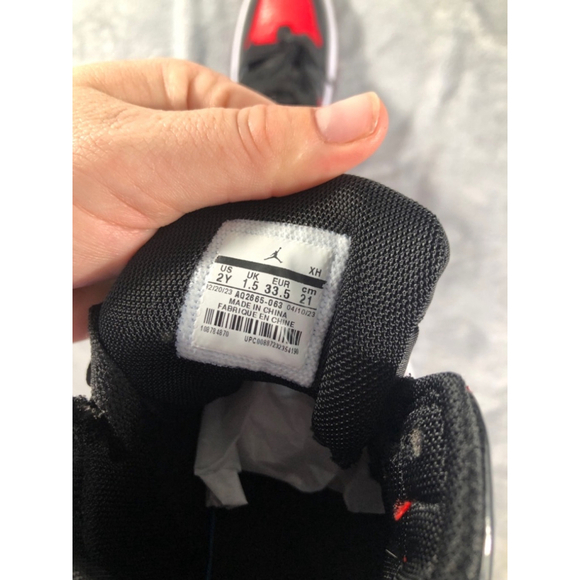 XH
US UK EUR cm
2Y 1.5 33.5 21
12/20/23 AQ2665-063 04/10/23
MADE IN CHINA
FABRIQUE EN CHINE